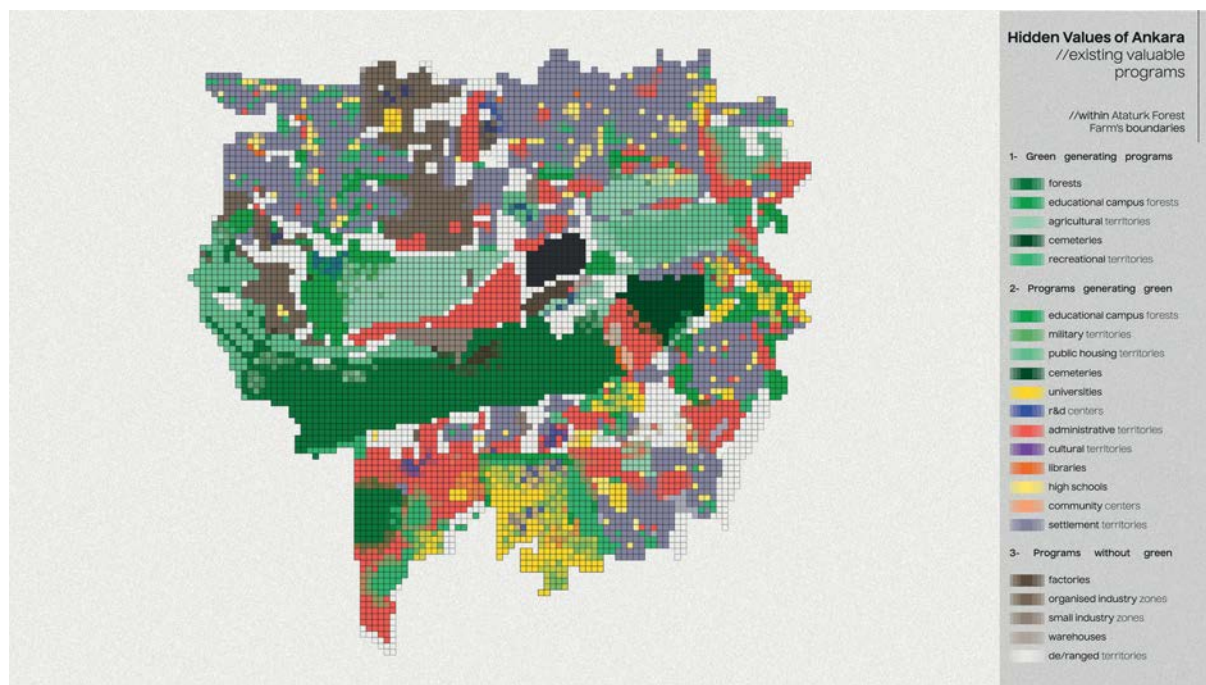 Hidden Values of Ankara
//existing valuable
programs
//within Ataturk Forest
Farm's boundaries
1- Green generating programs
forests
educational campus forests
agricultural territories
cemeteries
recreational territories
2- Programs generating green
educational campus forests
military territories
public housing territories
cemeteries
universities
r&d centers
administrative territories
cultural territories
libraries
high schools
community centers
settlement territories
3- Programs without green
factories
organised industry zones
small industry zones
warehouses
de/ranged territories